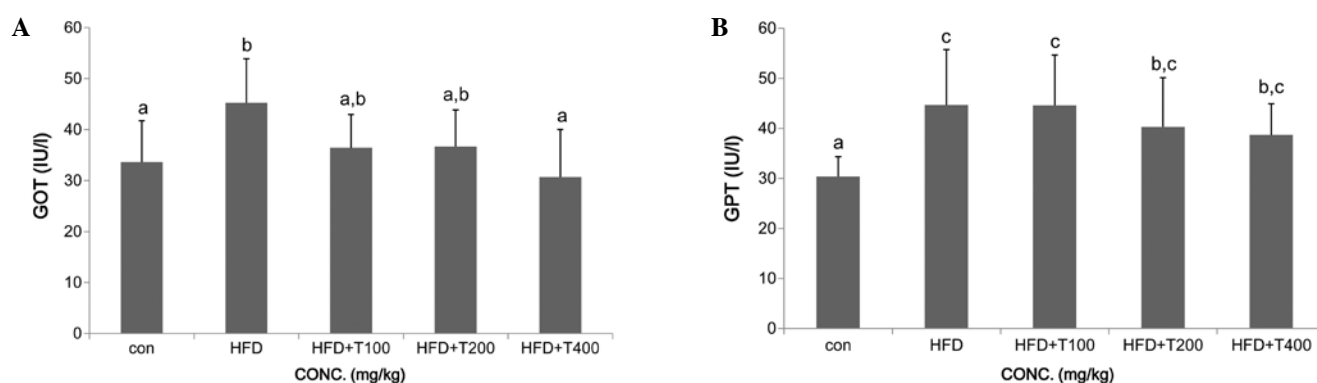 A
GOT (IU/l)
60
50
40
30
20
10
0
a
b
a,b
a,b
a
con
HFD
HFD+T100
HFD+T200
HFD+T400
CONC. (mg/kg)
B
GPT (IU/l)
60
50
40
30
20
10
0
a
c
c
b,c
b,c
con
HFD
HFD+T100
HFD+T200
HFD+T400
CONC. (mg/kg)